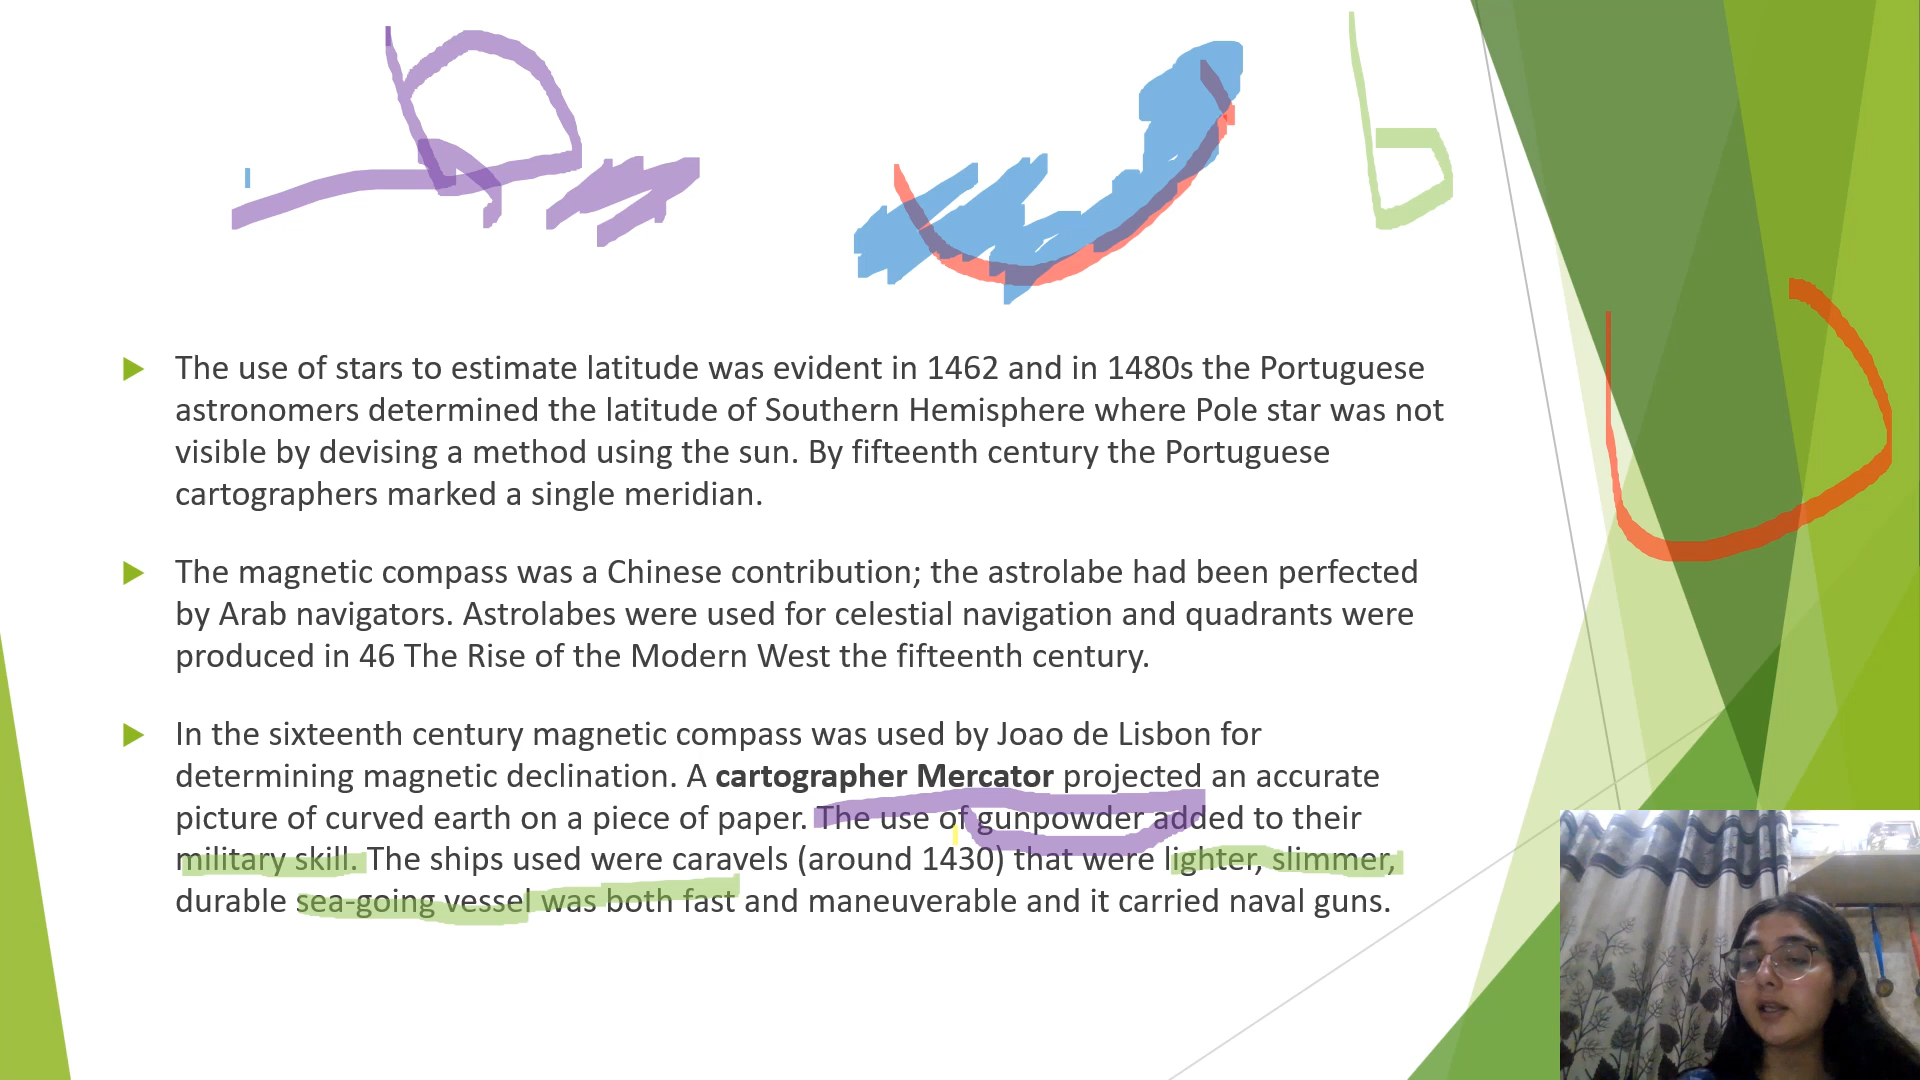 The use of stars to estimate latitude was evident in 1462 and in 1480s the Portuguese
astronomers determined the latitude of Southern Hemisphere where Pole star was not
visible by devising a method using the sun. By fifteenth century the Portuguese
cartographers marked a single meridian.
The magnetic compass was a Chinese contribution; the astrolabe had been perfected
by Arab navigators. Astrolabes were used for celestial navigation and quadrants were
produced in 46 The Rise of the Modern West the fifteenth century.
In the sixteenth century magnetic compass was used by Joao de Lisbon for
determining magnetic declination. A cartographer Mercator projected an accurate
picture of curved earth on a piece of paper. The use of gunpowder added to their
military skill. The ships used were caravels (around 1430) that were lighter, slimmer,
durable sea-going vessel was both fast and maneuverable and it carried naval guns.